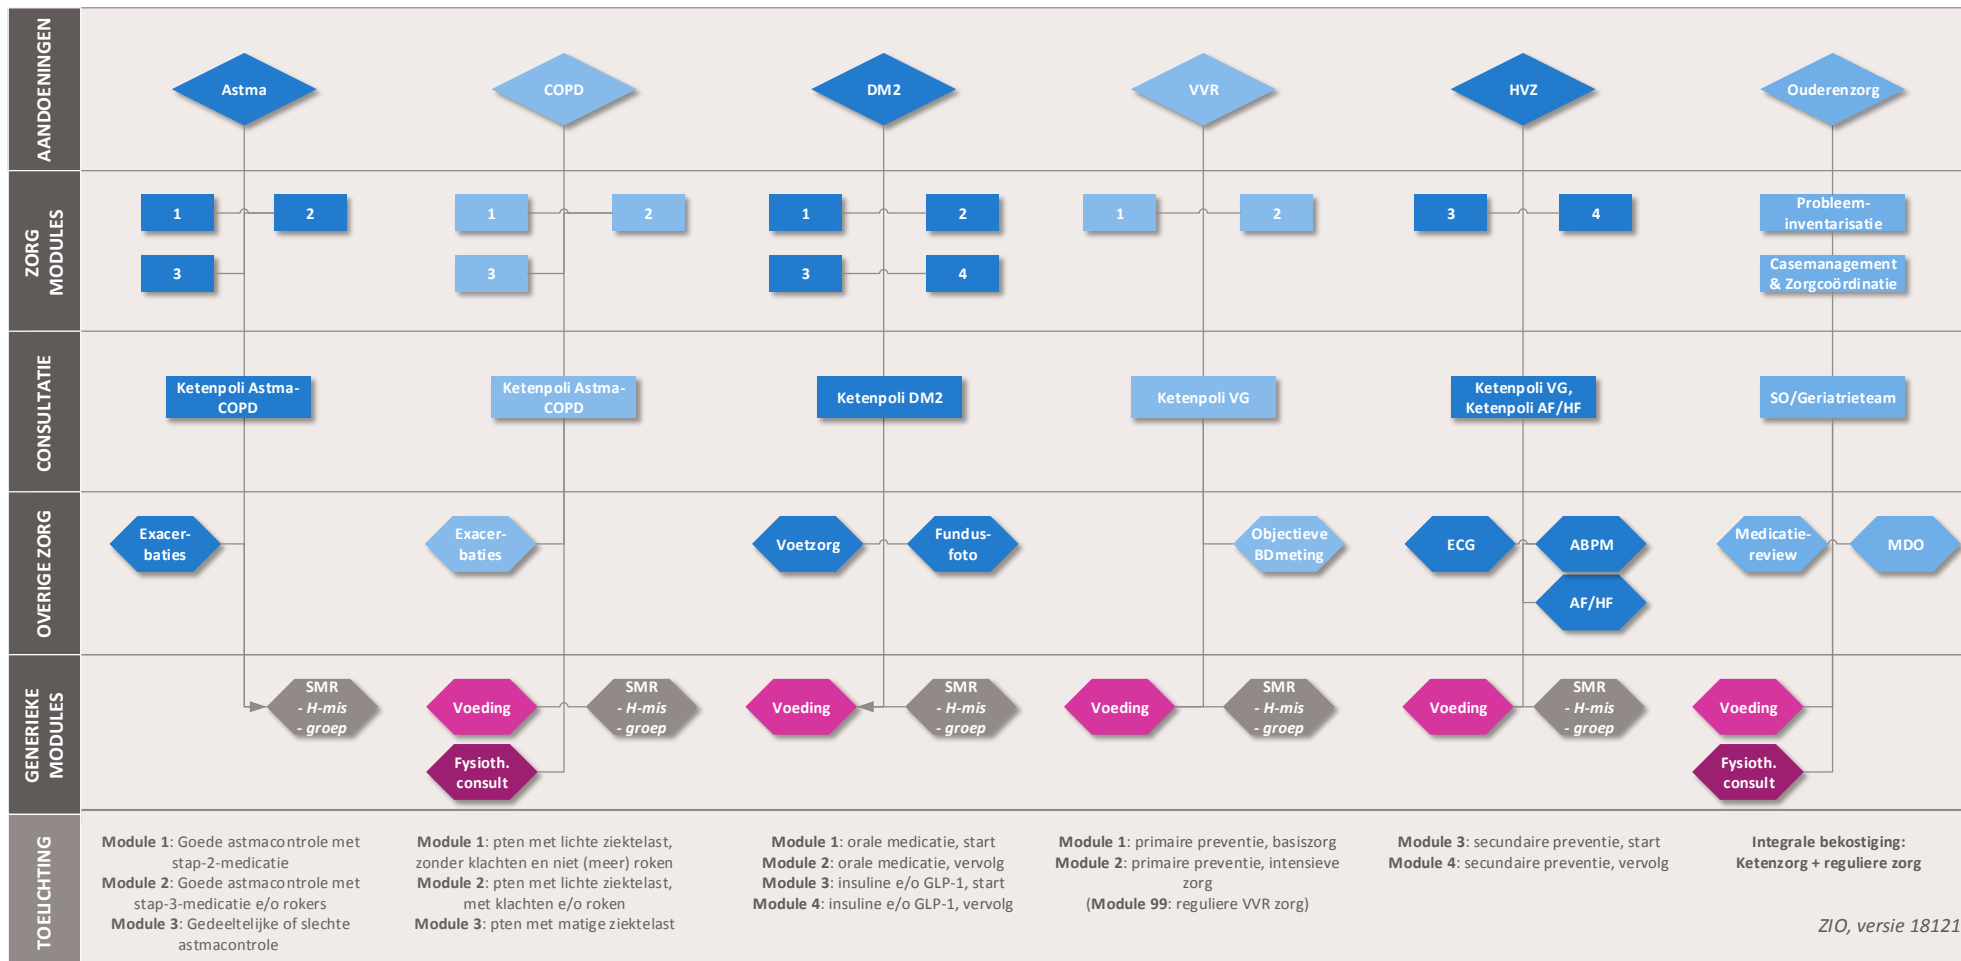 AANDOENINGEN
Astma
COPD
DM2
VVR
HVZ
Ouderenzorg
ZORG
MODULES
1
2
3
1
2
3
1
2
3
4
1
2
3
4
Probleem-
inventarisatie
Casemanagement
& Zorgcoördinatie
CONSULTATIE
Ketenpoli Astma-
COPD
Ketenpoli Astma-
COPD
Ketenpoli DM2
Ketenpoli VG
Ketenpoli VG,
Ketenpoli AF/HF
SO/Geriatrieteam
OVERIGE ZORG
Exacer-
baties
Exacer-
baties
Voetzorg
Fundus-
foto
Objectieve
BDmeting
ECG
ABPM
AF/HF
Medicatie-
review
MDO
GENERIEKE
MODULES
SMR
- H-mis
- groep
Voeding
SMR
- H-mis
- groep
Fysioth.
consult
Voeding
SMR
- H-mis
- groep
Voeding
SMR
- H-mis
- groep
Voeding
SMR
- H-mis
- groep
Voeding
Fysioth.
consult
TOELICHTING
Module 1: Goede astmacontrole met
stap-2-medicatie
Module 2: Goede astmacontrole met
stap-3-medicatie e/o rokers
Module 3: Gedeeltelijke of slechte
astmacontrole
Module 1: pten met lichte ziektelast,
zonder klachten en niet (meer) roken
Module 2: pten met lichte ziektelast,
met klachten e/o roken
Module 3: pten met matige ziektelast
Module 1: orale medicatie, start
Module 2: orale medicatie, vervolg
Module 3: insuline e/o GLP-1, start
Module 4: insuline e/o GLP-1, vervolg
Module 1: primaire preventie, basiszorg
Module 2: primaire preventie, intensieve
zorg
(Module 99: reguliere VVR zorg)
Module 3: secundaire preventie, start
Module 4: secundaire preventie, vervolg
Integrale bekostiging:
Ketenzorg + reguliere zorg
ZIO, versie 18121